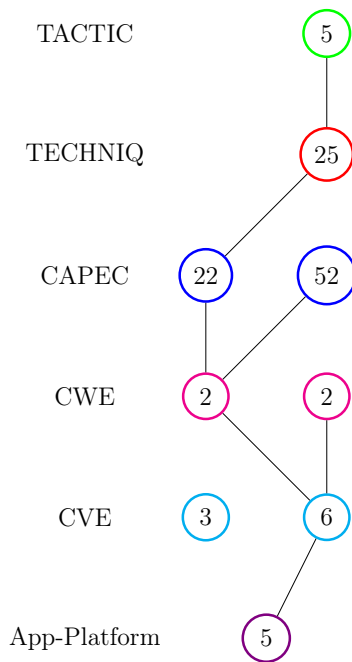 TACTIC 5
TECHNIQ 25
CAPEC 22 52
CWE 2 2
CVE 3 6
App-Platform 5